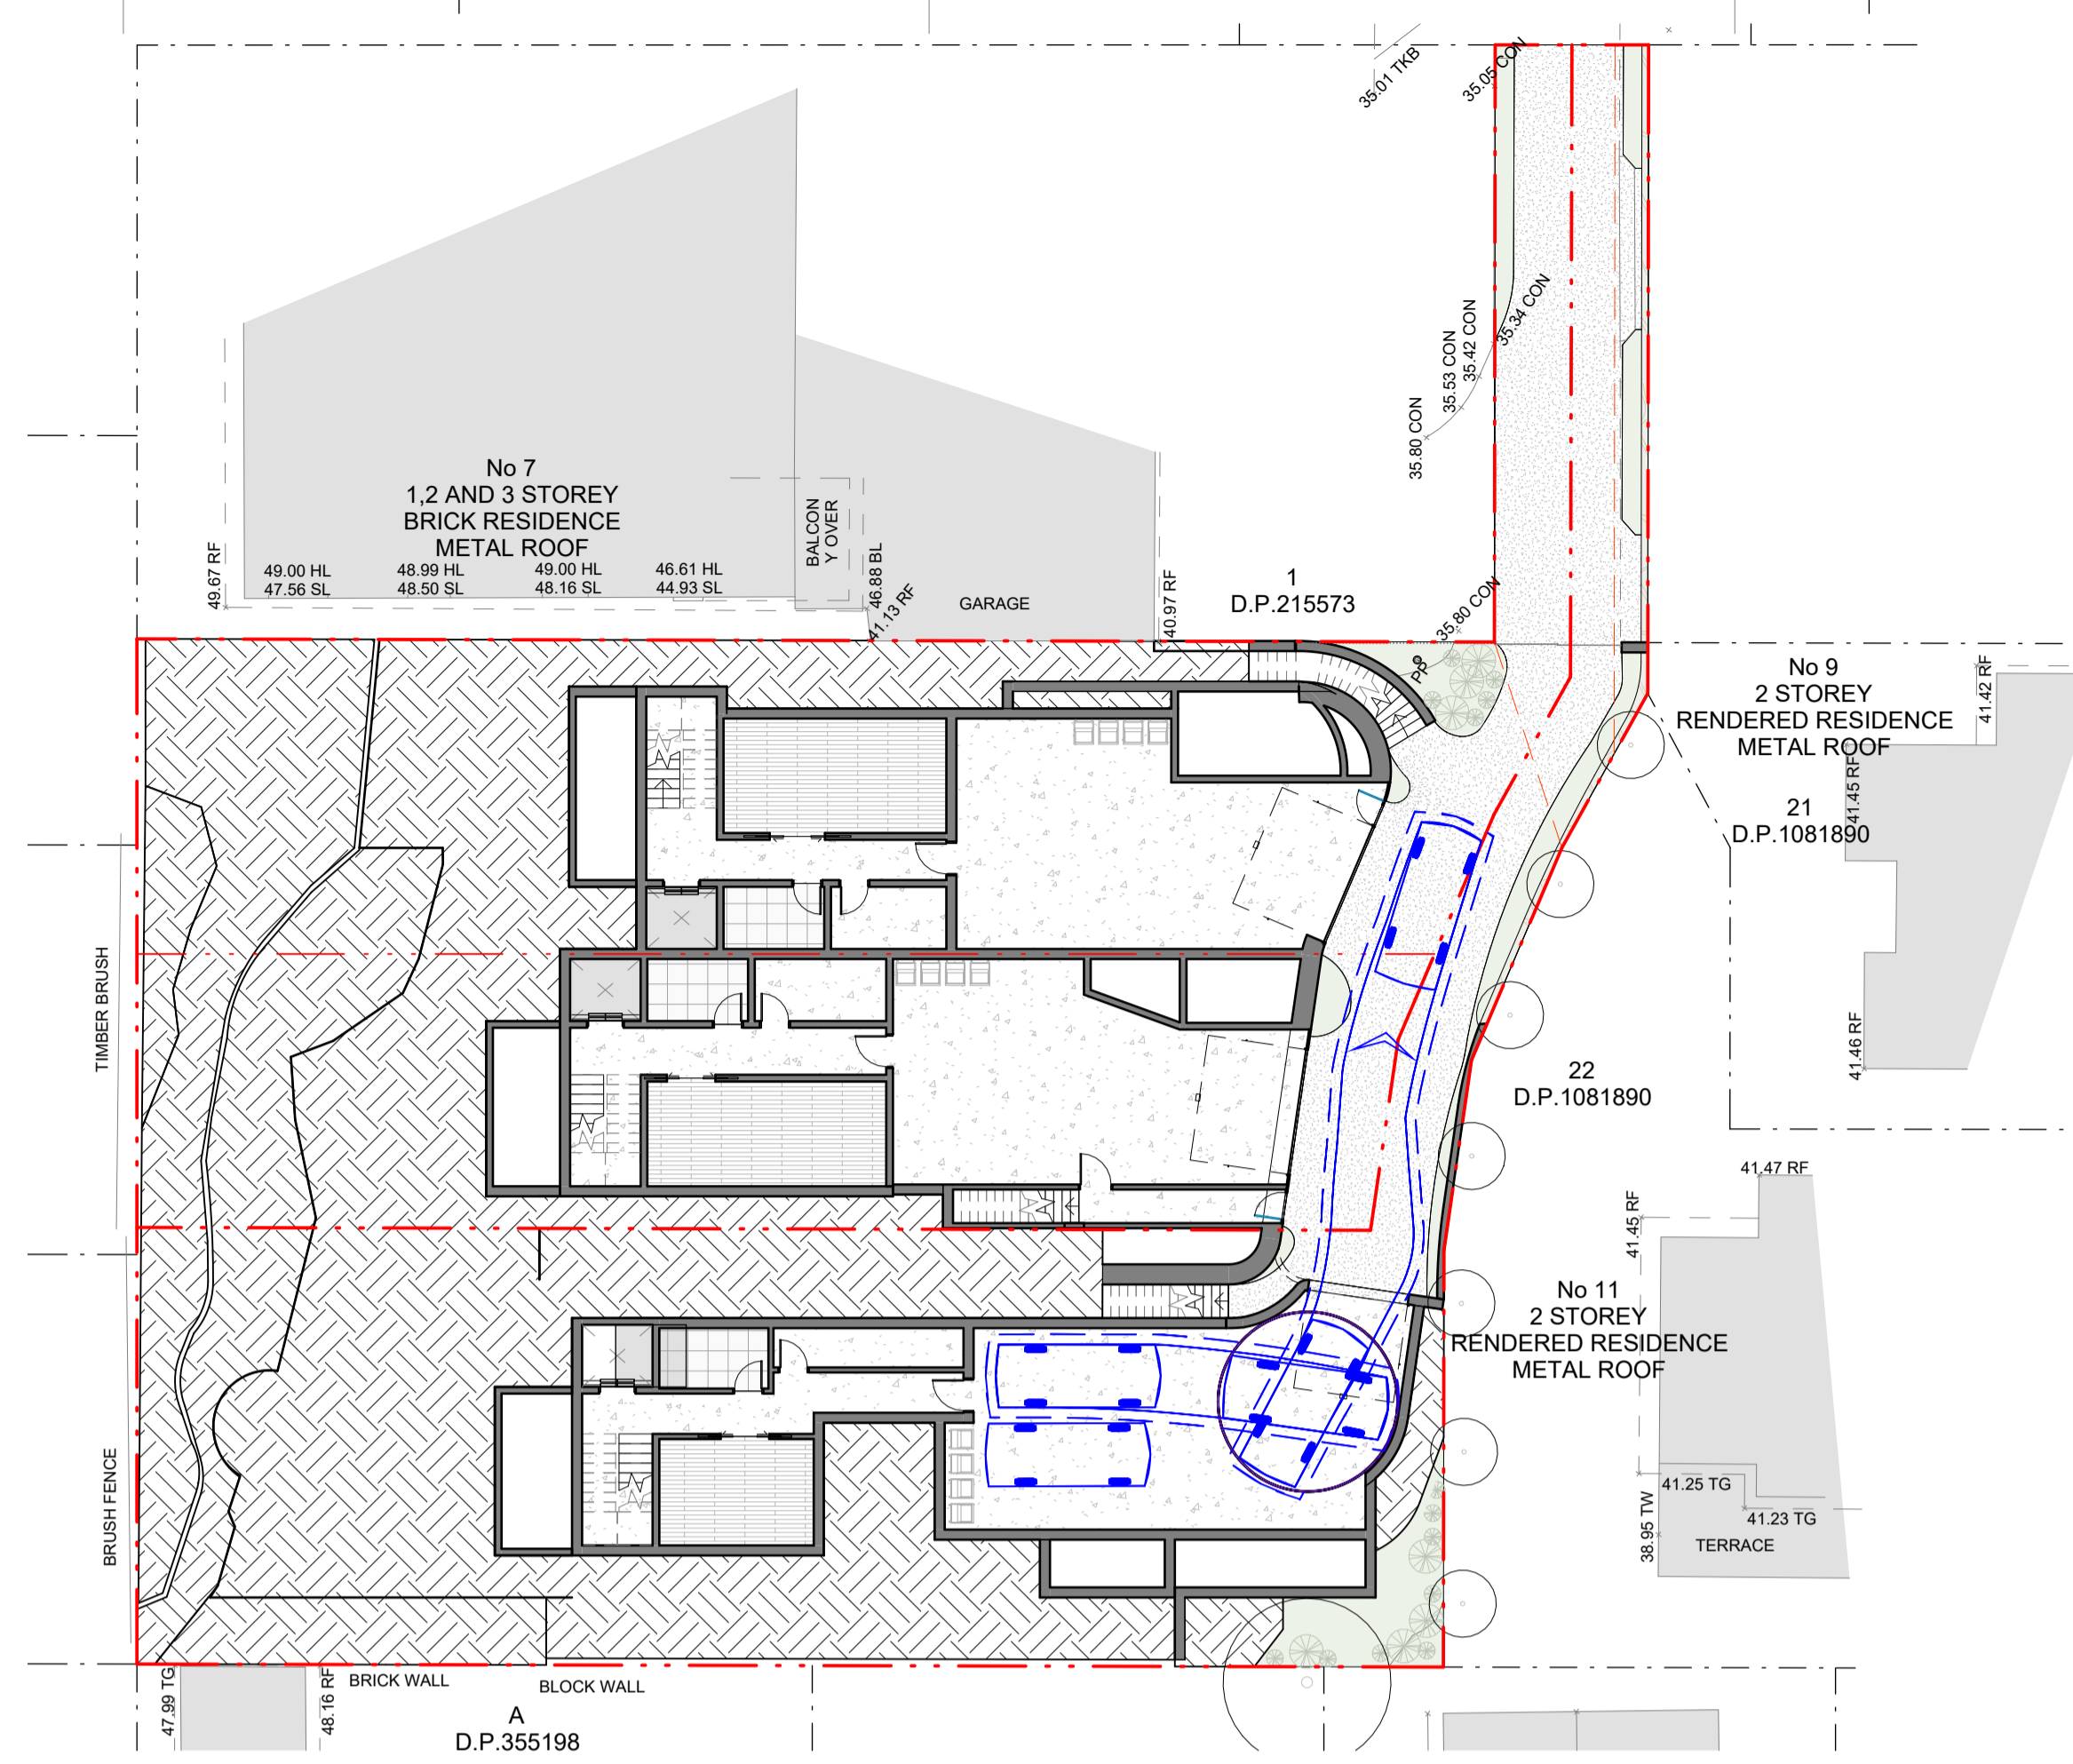 35.01 TKB
35.05 CON
35.34 CON
35.42 CON
35.53 CON
35.80 CON
No 7
1,2 AND 3 STOREY
BRICK RESIDENCE
METAL ROOF
49.67 RF
49.00 HL
47.56 SL
48.99 HL
48.50 SL
49.00 HL
48.16 SL
46.61 HL
44.93 SL
BALCON
Y OVER
46.88 BL
41.13 RF
GARAGE
40.97 RF
1
D.P.215573
35.80 CON
PP
No 9
2 STOREY
RENDERED RESIDENCE
METAL ROOF
41.42 RF
41.45 RF
21
D.P.1081890
41.46 RF
TIMBER BRUSH
22
D.P.1081890
41.47 RF
41.45 RF
No 11
2 STOREY
RENDERED RESIDENCE
METAL ROOF
BRUSH FENCE
41.25 TG
41.23 TG
38.95 TW
TERRACE
47.99 TG
48.16 RF
BRICK WALL
BLOCK WALL
A
D.P.355198